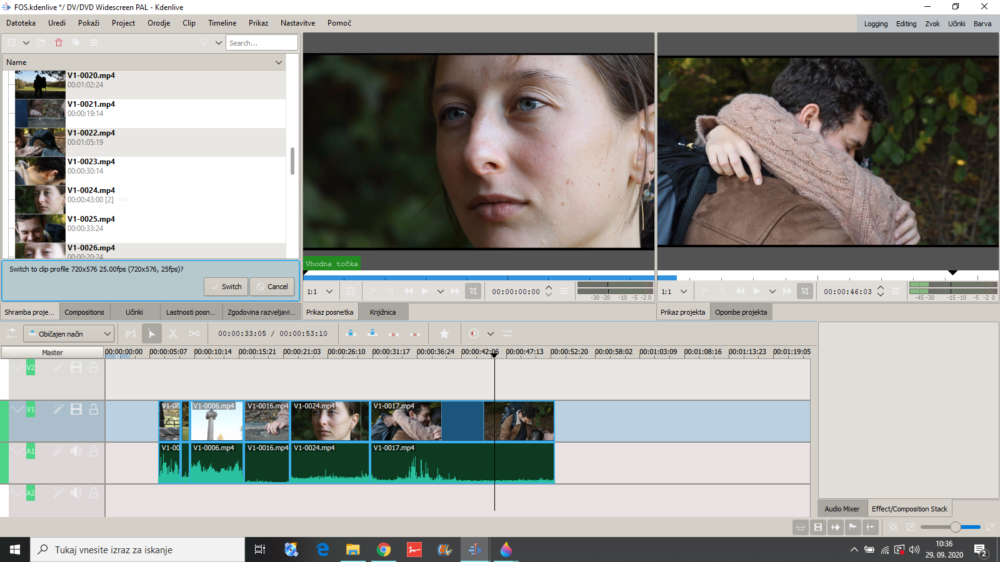 FOS.kdenlive */ DV/DVD Widescreen PAL - Kdenlive
Datoteka Uredi Pokaži Project Orodje Clip Timeline Prikaz Nastavitve Pomoč
Logging Editing Zvok Učinki Barva
Search...
Name
V1-0020.mp4
00:01:02:24
V1-0021.mp4
00:00:19:14
V1-0022.mp4
00:01:05:19
V1-0023.mp4
00:00:30:14
V1-0024.mp4
00:00:43:00 [2]
V1-0025.mp4
00:00:33:24
V1-0026.mp4
00:00:20:24
Switch to clip profile 720x576 25.00fps (720x576, 25fps)?
Switch Cancel
Vhodna točka
1:1 00:00:00:00 -30 -20 -10 -5 -2 0
1:1 00:00:46:03 -45 -30 -15 -10 -5 -2 0
Shramba proje... Compositions Učinki Lastnosti posn... Zgodovina razveljavi...
Prikaz posnetka Knjižnica
Prikaz projekta Opombe projekta
Običajen način 00:00:33:05 / 00:00:53:10
Master
00:00:00:00 00:00:05:07 00:00:10:14 00:00:15:21 00:00:21:03 00:00:26:10 00:00:31:17 00:00:36:24 00:00:42:06 00:00:47:13 00:00:52:20 00:00:58:02 00:01:03:09 00:01:08:16 00:01:13:23 00:01:19:05
V2
V1
V1-00 V1-0006.mp4 V1-0016.mp4 V1-0024.mp4 V1-0017.mp4
A1
V1-00 V1-0006.mp4 V1-0016.mp4 V1-0024.mp4 V1-0017.mp4
A2
Audio Mixer Effect/Composition Stack
Tukaj vnesite izraz za iskanje
10:36
29. 09. 2020
2